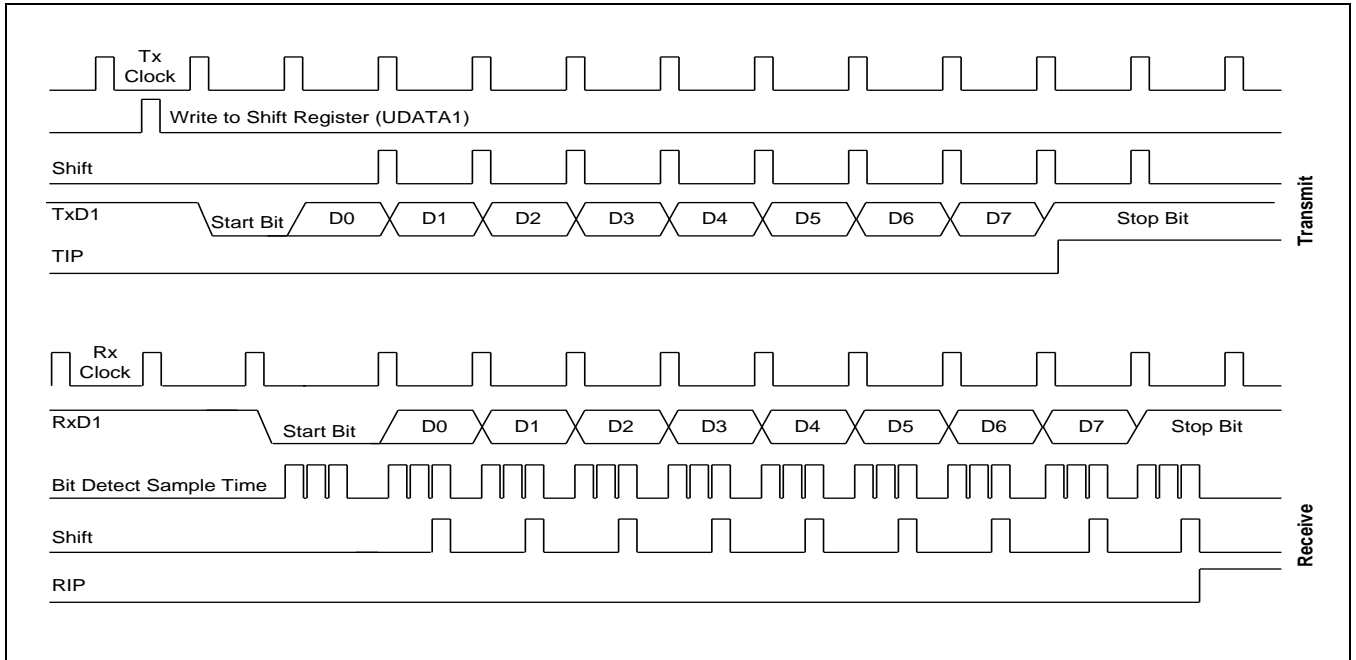 Tx
Clock
Write to Shift Register (UDATA1)
Shift
TxD1
Start Bit
D0
D1
D2
D3
D4
D5
D6
D7
Stop Bit
TIP
Transmit
Rx
Clock
RxD1
Start Bit
D0
D1
D2
D3
D4
D5
D6
D7
Stop Bit
Bit Detect Sample Time
Shift
RIP
Receive